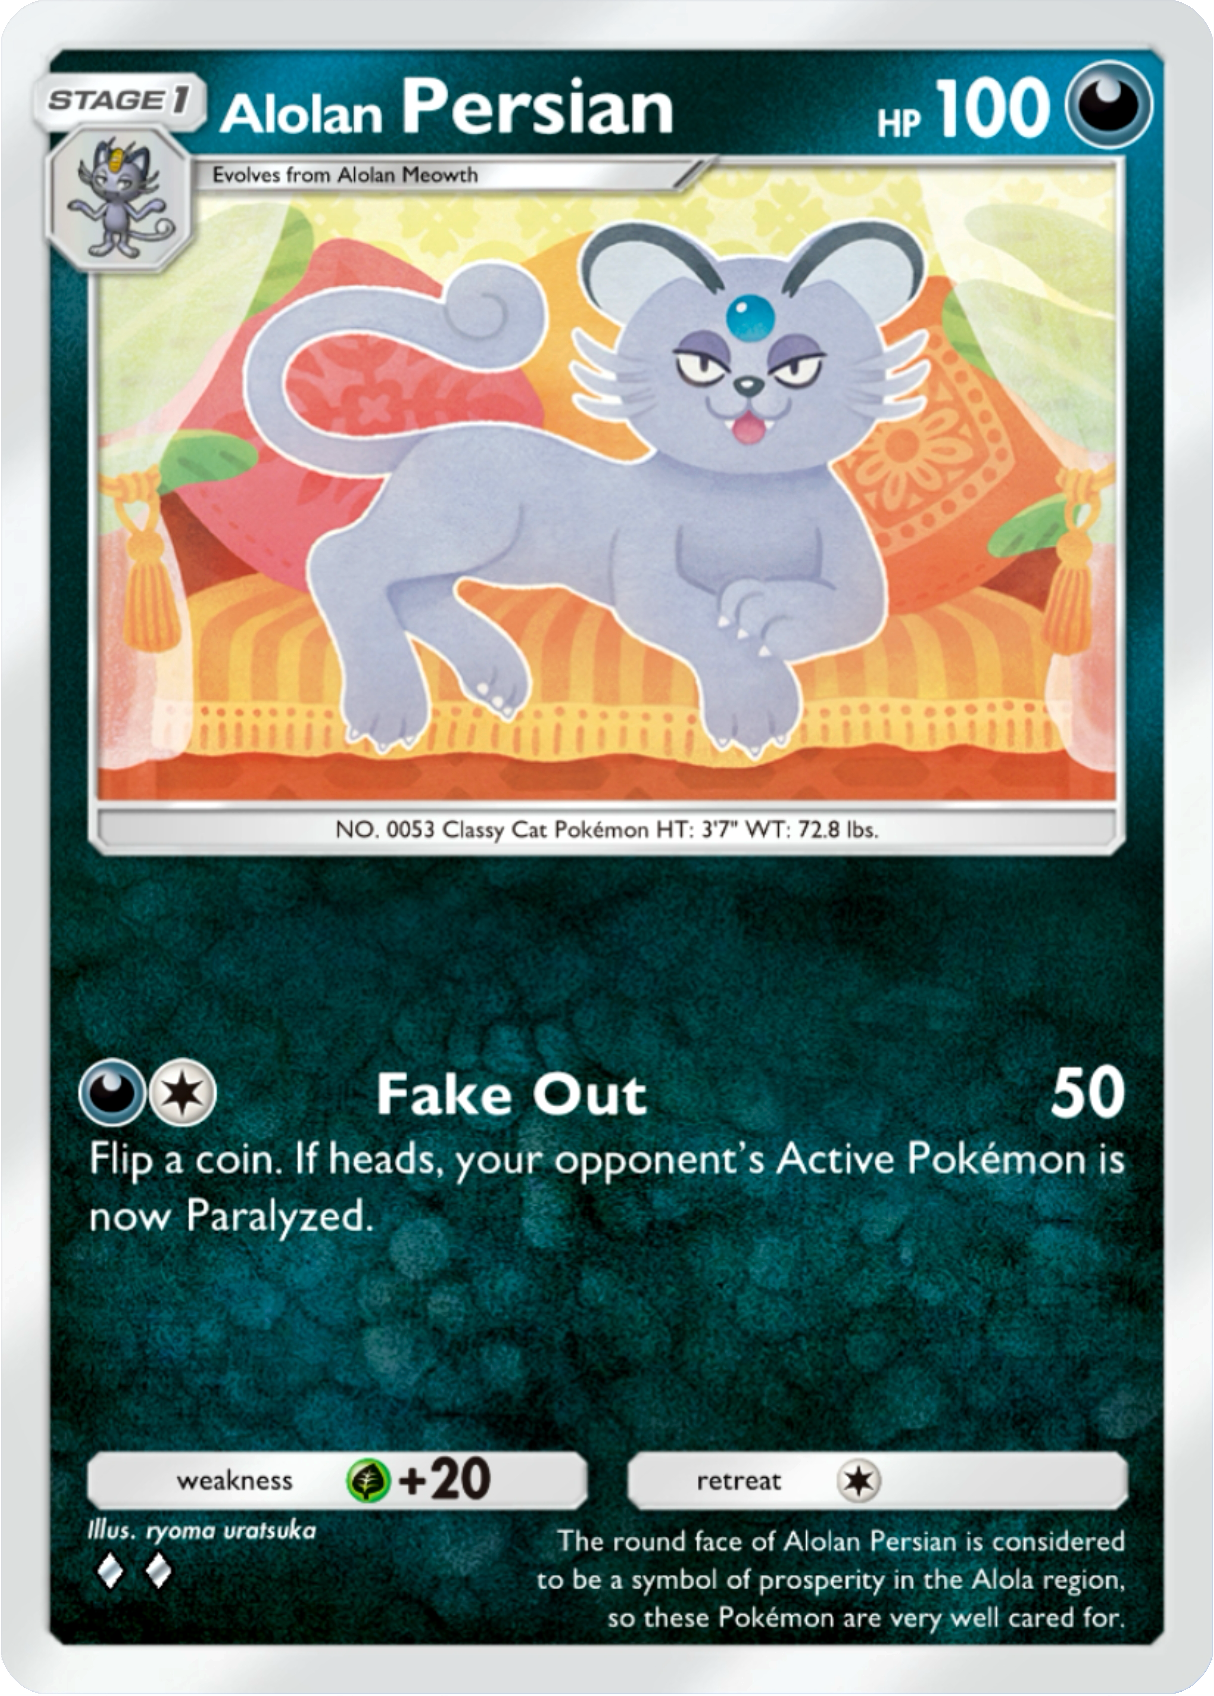 STAGE 1
Alolan Persian
HP 100
Evolves from Alolan Meowth
NO. 0053 Classy Cat Pokémon HT: 3'7" WT: 72.8 lbs.
Fake Out 50
Flip a coin. If heads, your opponent's Active Pokémon is
now Paralyzed.
weakness +20
retreat
Illus. ryoma uratsuka
The round face of Alolan Persian is considered
to be a symbol of prosperity in the Alola region,
so these Pokémon are very well cared for.